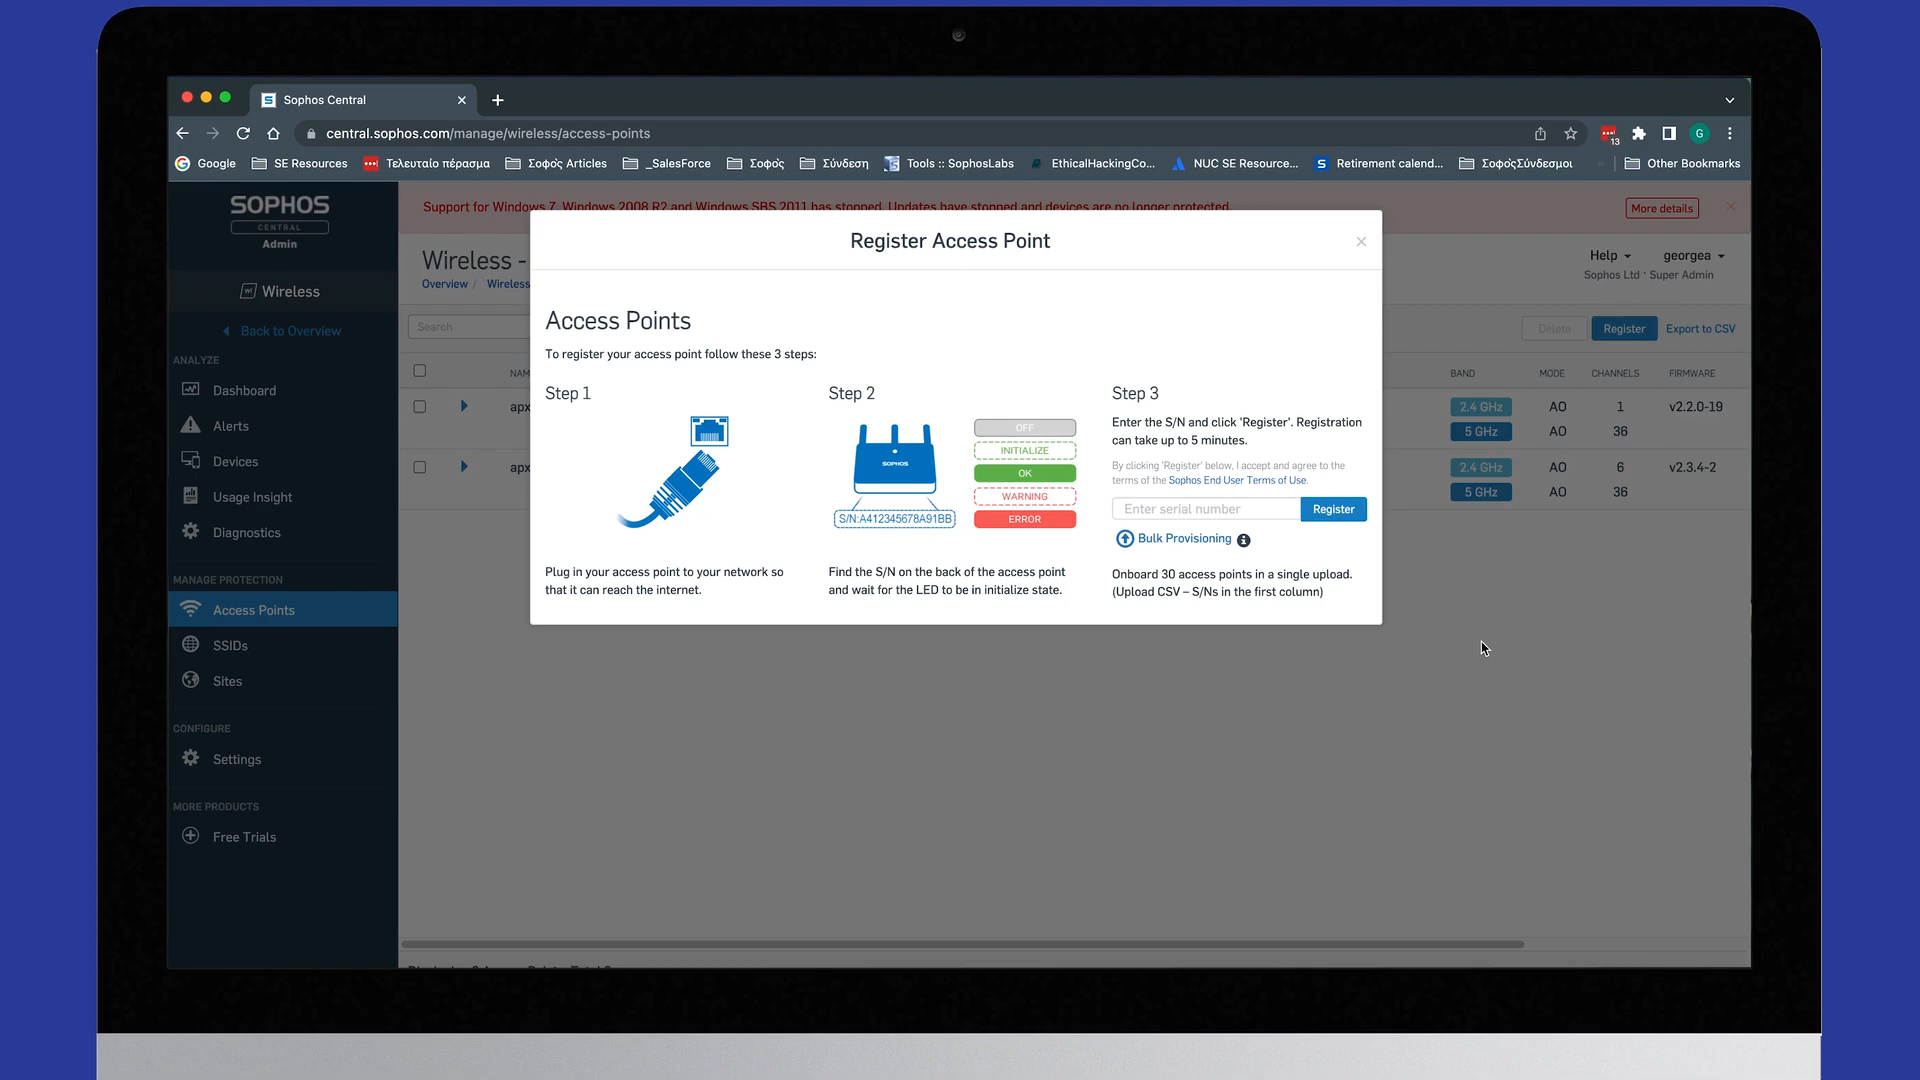 Sophos Central
central.sophos.com/manage/wireless/access-points
13
G
Google
SE Resources
Τελευταίο πέρασμα
Σοφός Articles
_SalesForce
Σοφός
Σύνδεση
Tools :: SophosLabs
EthicalHackingCo...
NUC SE Resource...
Retirement calend...
ΣοφόςΣύνδεσμοι
Other Bookmarks
SOPHOS
CENTRAL
Admin
Wireless
Back to Overview
ANALYZE
Dashboard
Alerts
Devices
Usage Insight
Diagnostics
MANAGE PROTECTION
Access Points
SSIDs
Sites
CONFIGURE
Settings
MORE PRODUCTS
Free Trials
Support for Windows 7, Windows 2008 R2 and Windows SBS 2011 has stopped. Updates have stopped and devices are no longer protected.
More details
Wireless -
Overview / Wireless
Help
georgea
Sophos Ltd · Super Admin
Search
Delete
Register
Export to CSV
NAM
BAND
MODE
CHANNELS
FIRMWARE
apx
2.4 GHz
AO
1
v2.2.0-19
5 GHz
AO
36
apx
2.4 GHz
AO
6
v2.3.4-2
5 GHz
AO
36
Register Access Point
Access Points
To register your access point follow these 3 steps:
Step 1
Plug in your access point to your network so
that it can reach the internet.
Step 2
SOPHOS
S/N:A412345678A91BB
OFF
INITIALIZE
OK
WARNING
ERROR
Find the S/N on the back of the access point
and wait for the LED to be in initialize state.
Step 3
Enter the S/N and click 'Register'. Registration
can take up to 5 minutes.
By clicking 'Register' below, I accept and agree to the
terms of the Sophos End User Terms of Use.
Enter serial number
Register
Bulk Provisioning
Onboard 30 access points in a single upload.
(Upload CSV – S/Ns in the first column)